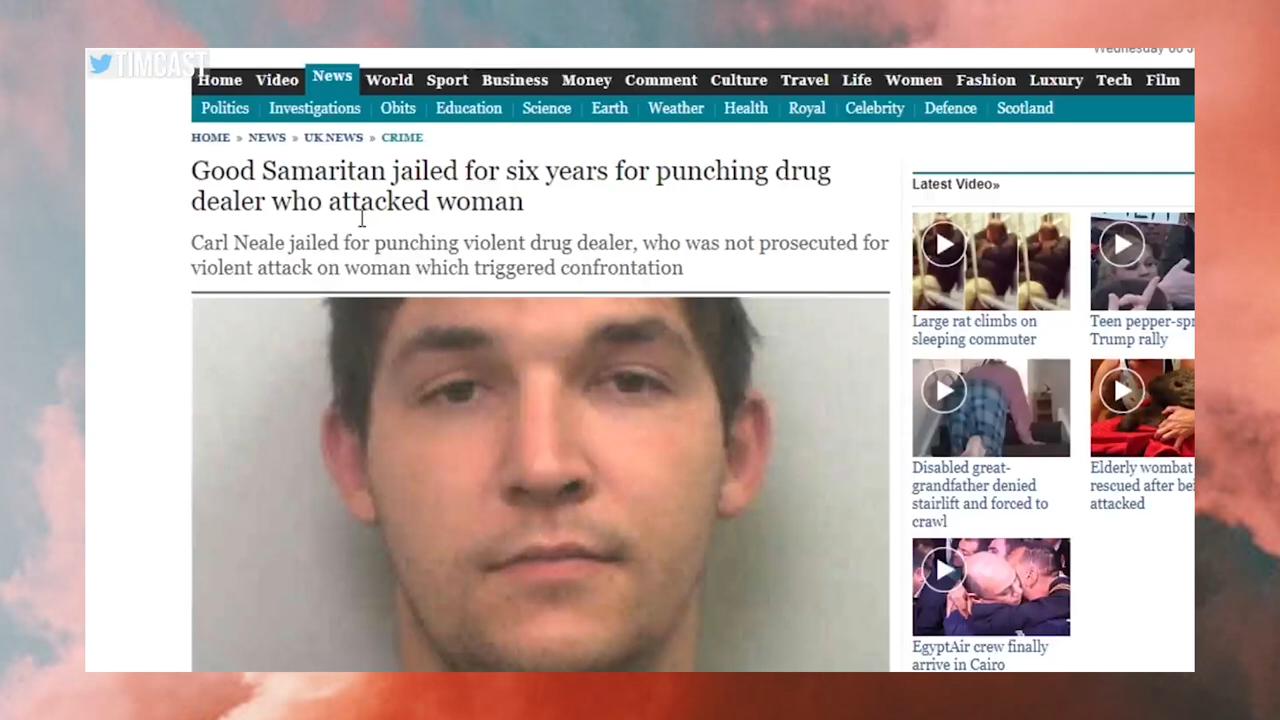 TIMCAST
Home Video News World Sport Business Money Comment Culture Travel Life Women Fashion Luxury Tech Film
Politics Investigations Obits Education Science Earth Weather Health Royal Celebrity Defence Scotland
HOME » NEWS » UK NEWS » CRIME
Good Samaritan jailed for six years for punching drug
dealer who attacked woman
Carl Neale jailed for punching violent drug dealer, who was not prosecuted for
violent attack on woman which triggered confrontation
Latest Video»
Large rat climbs on
sleeping commuter
Teen pepper-spr
Trump rally
Disabled great-
grandfather denied
stairlift and forced to
crawl
Elderly wombat
rescued after bei
attacked
EgyptAir crew finally
arrive in Cairo